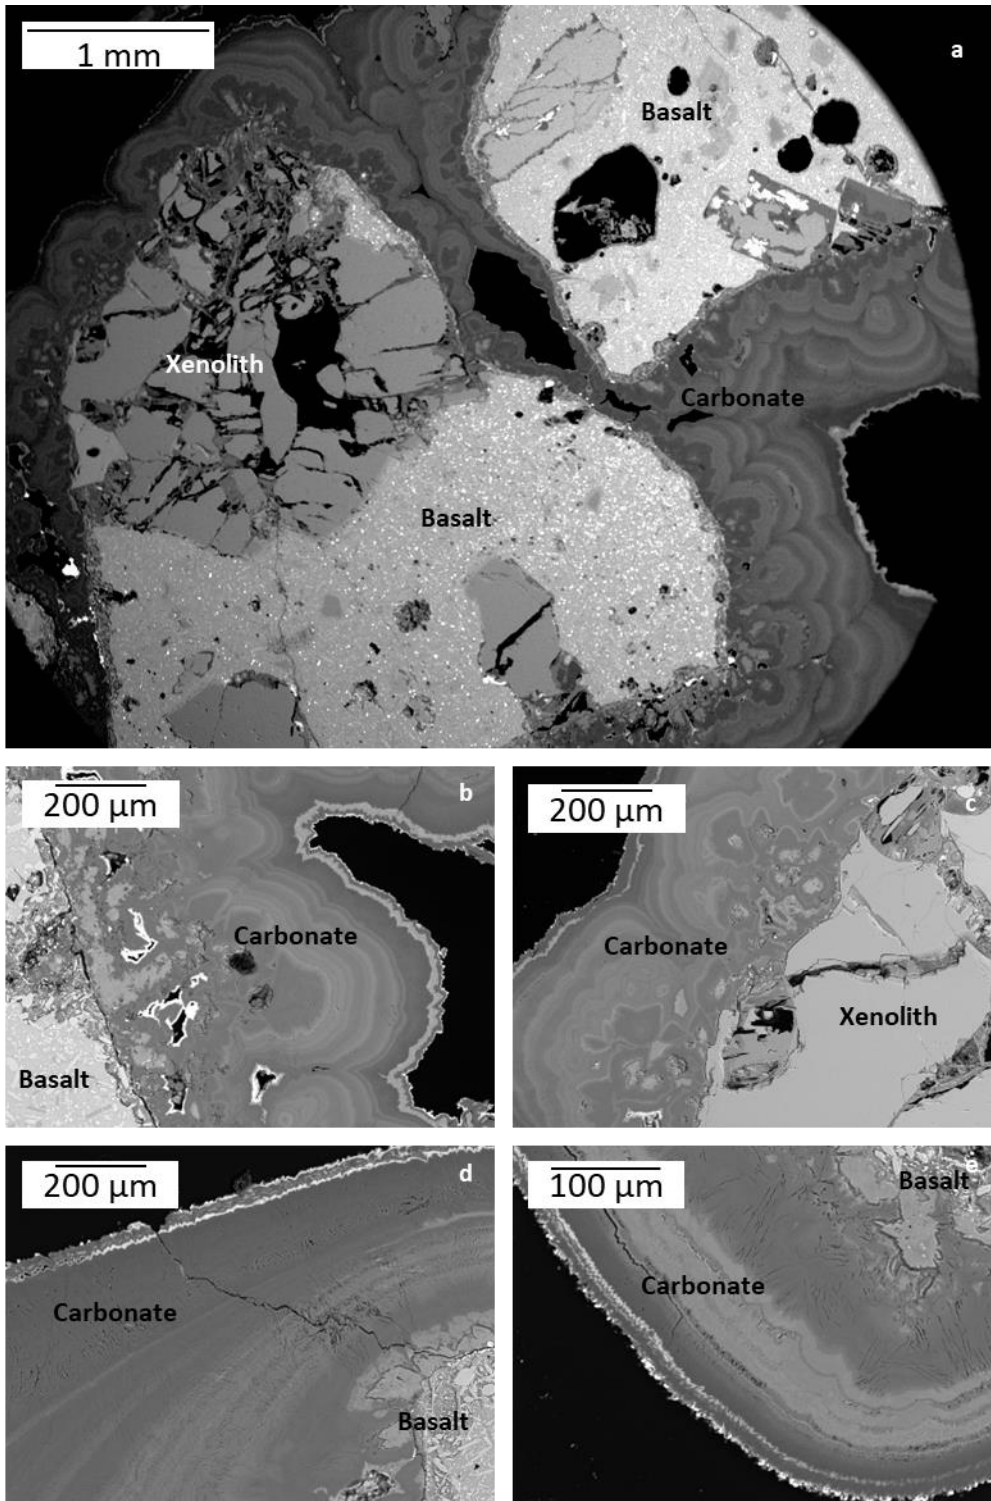 1 mm
a
Basalt
Xenolith
Carbonate
Basalt
200 µm
b
Carbonate
Basalt
200 µm
c
Carbonate
Xenolith
200 µm
d
Carbonate
Basalt
100 µm
e
Basalt
Carbonate